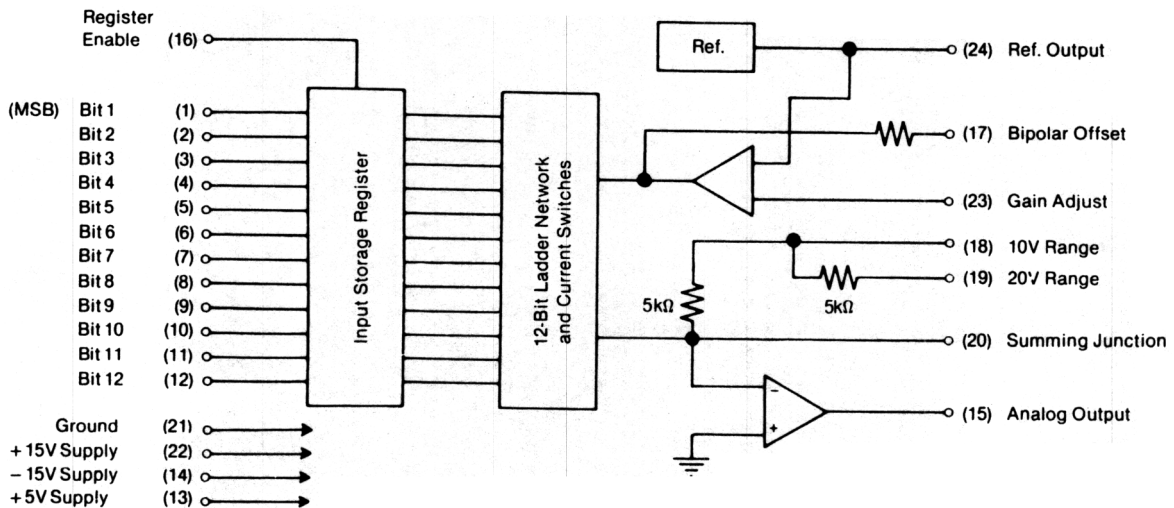 Register
Enable (16)
Ref.
(24) Ref. Output
(MSB) Bit 1 (1)
Bit 2 (2)
Bit 3 (3)
Bit 4 (4)
Bit 5 (5)
Bit 6 (6)
Bit 7 (7)
Bit 8 (8)
Bit 9 (9)
Bit 10 (10)
Bit 11 (11)
Bit 12 (12)
Ground (21)
+ 15V Supply (22)
− 15V Supply (14)
+ 5V Supply (13)
Input Storage Register
12-Bit Ladder Network
and Current Switches
(17) Bipolar Offset
(23) Gain Adjust
(18) 10V Range
(19) 20V Range
5kΩ
5kΩ
(20) Summing Junction
−
+
(15) Analog Output